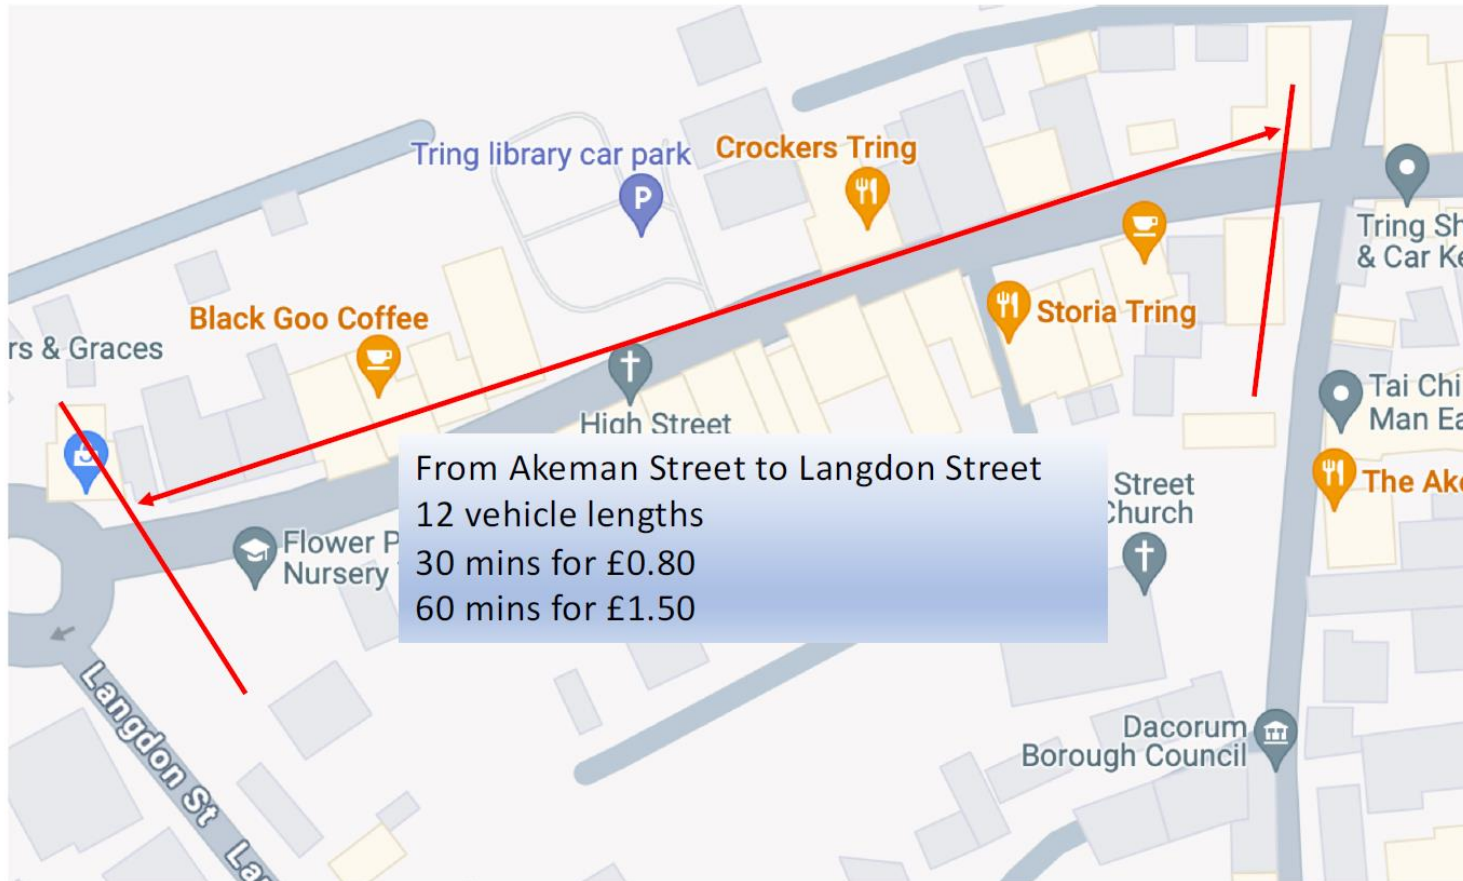 Tring library car park
Crockers Tring
P
Tring Sh
& Car Ke
Black Goo Coffee
Storia Tring
rs & Graces
High Street
Tai Chi
Man Ea
From Akeman Street to Langdon Street
12 vehicle lengths
30 mins for £0.80
60 mins for £1.50
Street
Church
The Ake
Flower P
Nursery
Langdon St
La
Dacorum
Borough Council